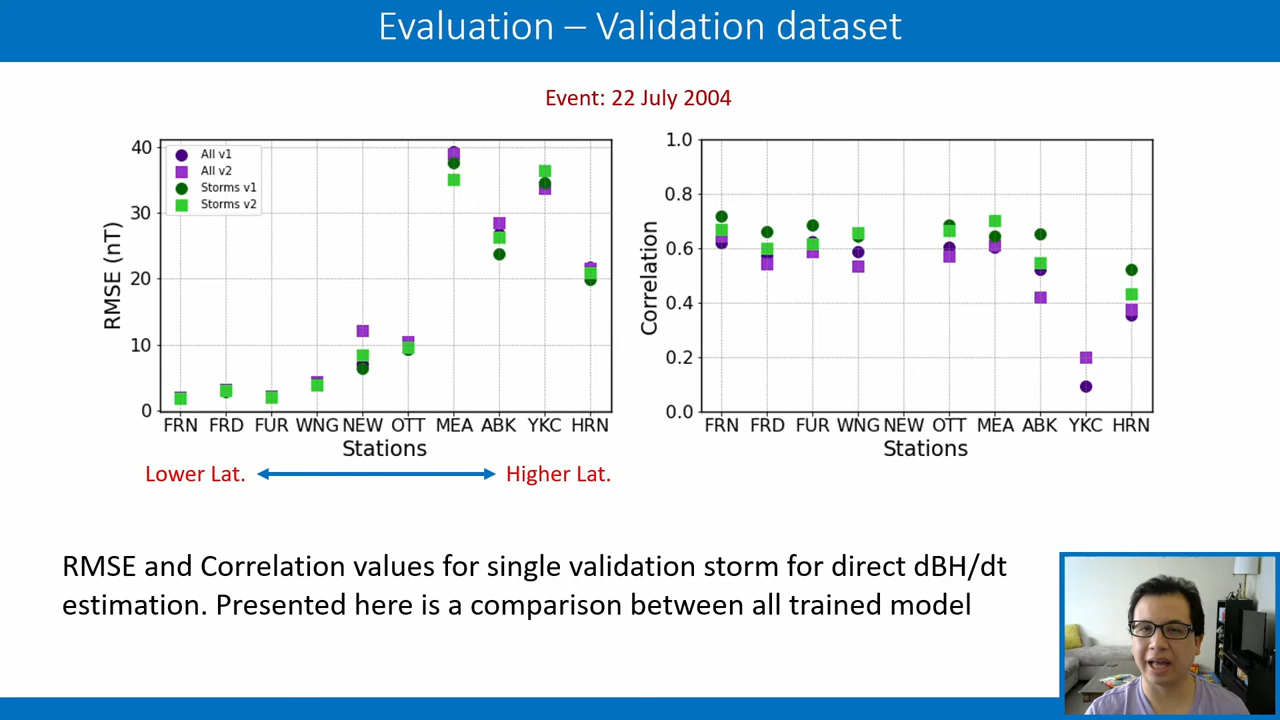 Evaluation – Validation dataset
Event: 22 July 2004
40
30
20
10
0
RMSE (nT)
All v1
All v2
Storms v1
Storms v2
FRN FRD FUR WNG NEW OTT MEA ABK YKC HRN
Stations
Lower Lat. Higher Lat.
1.0
0.8
0.6
0.4
0.2
0.0
Correlation
FRN FRD FUR WNG NEW OTT MEA ABK YKC HRN
Stations
RMSE and Correlation values for single validation storm for direct dBH/dt
estimation. Presented here is a comparison between all trained model